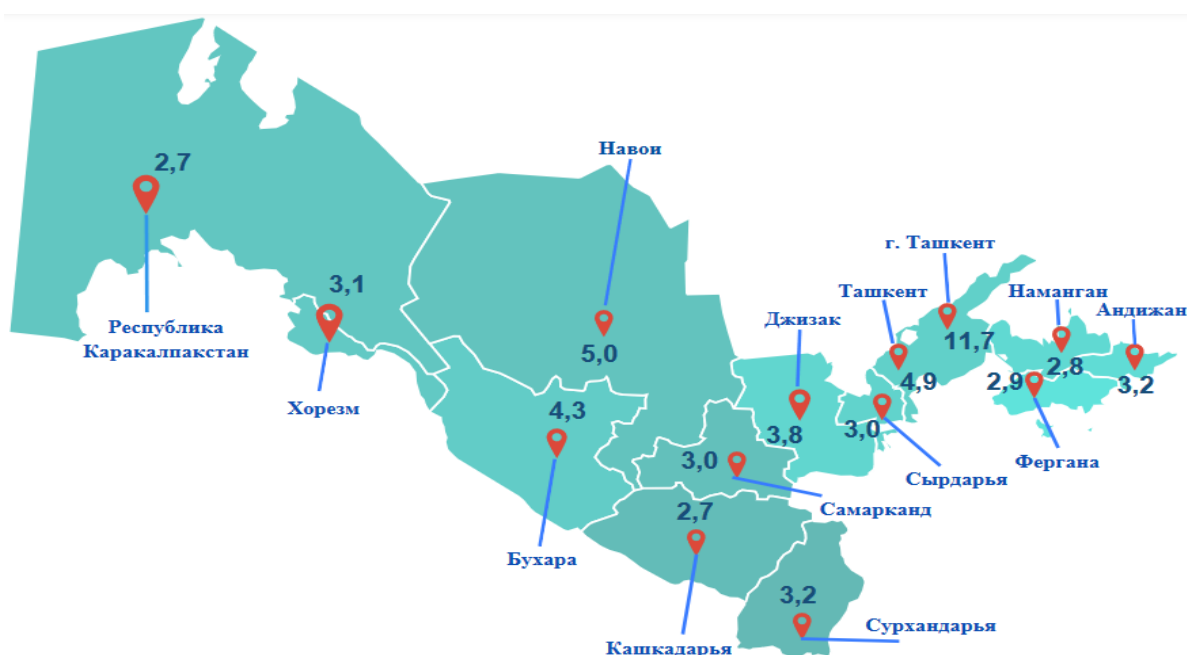 Навои
2,7
г. Ташкент
3,1
Ташкент
Наманган
Андижан
Джизак
Республика
Каракалпакстан
11,7
5,0
2,8
4,9
2,9
3,2
Хорезм
4,3
3,8
3,0
3,0
Фергана
Сырдарья
Самарканд
2,7
Бухара
3,2
Сурхандарья
Кашкадарья